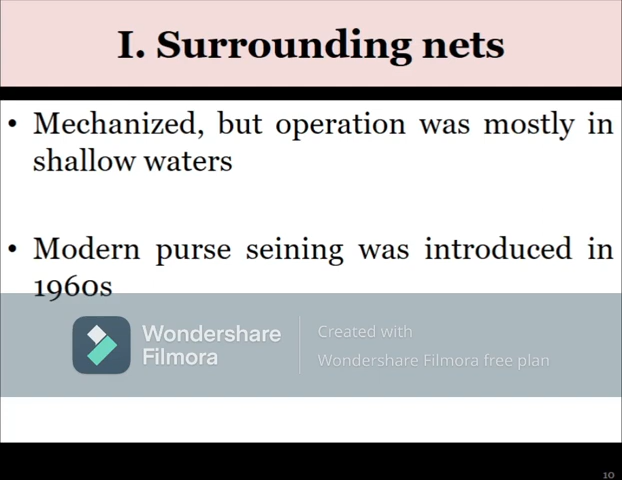 I. Surrounding nets
• Mechanized, but operation was mostly in
shallow waters
• Modern purse seining was introduced in
1960s
Wondershare
Filmora
Created with
Wondershare Filmora free plan
10